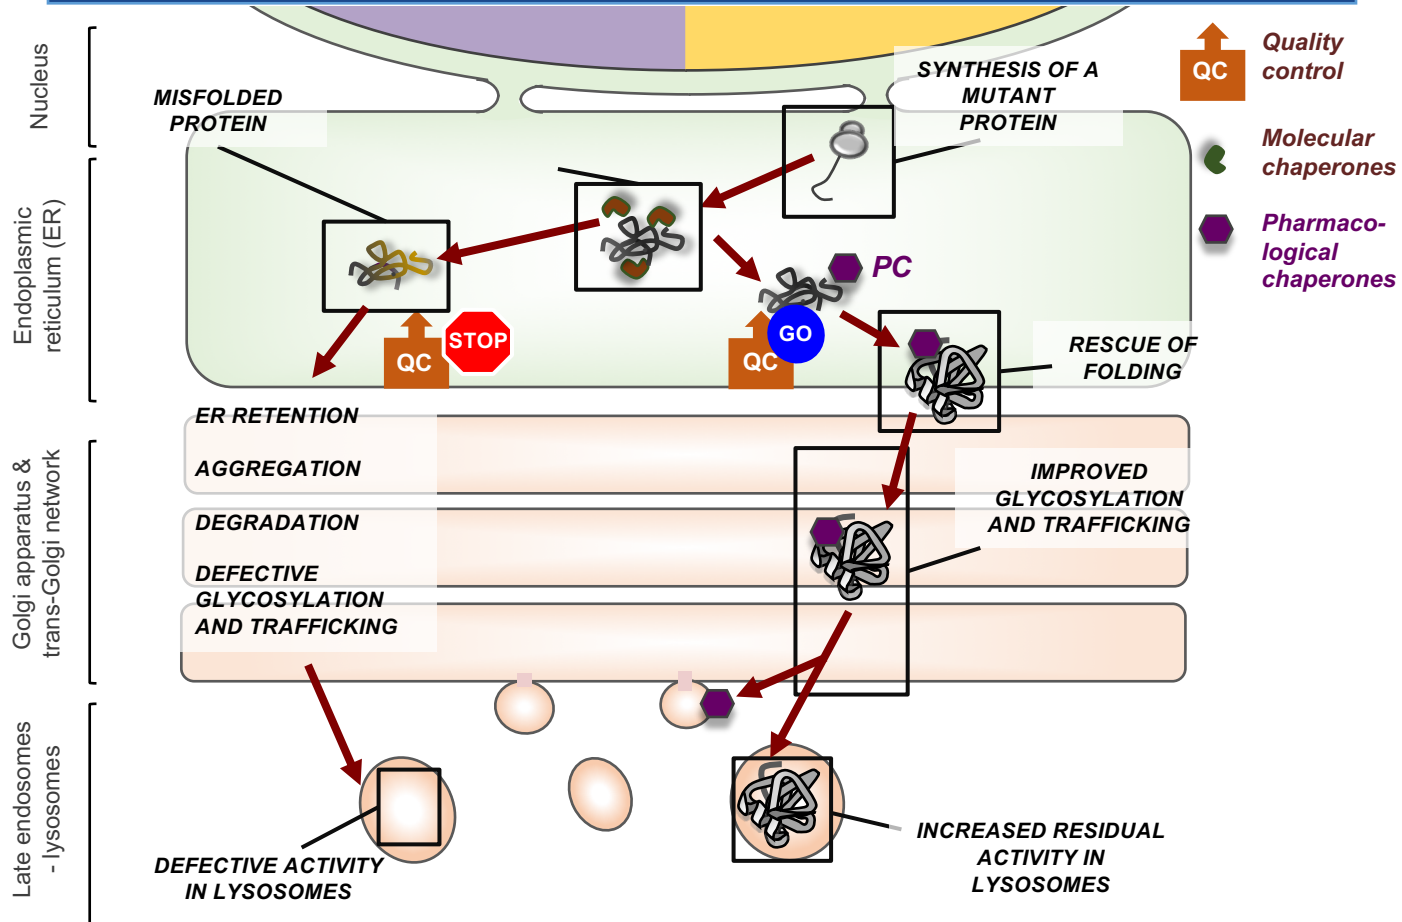 Nucleus
Endoplasmic
reticulum (ER)
Golgi apparatus &
trans-Golgi network
Late endosomes
- lysosomes
MISFOLDED
PROTEIN
SYNTHESIS OF A
MUTANT
PROTEIN
QC
Quality
control
Molecular
chaperones
Pharmaco-
logical
chaperones
PC
QC
STOP
QC
GO
RESCUE OF
FOLDING
ER RETENTION
AGGREGATION
DEGRADATION
DEFECTIVE
GLYCOSYLATION
AND TRAFFICKING
IMPROVED
GLYCOSYLATION
AND TRAFFICKING
DEFECTIVE ACTIVITY
IN LYSOSOMES
INCREASED RESIDUAL
ACTIVITY IN
LYSOSOMES